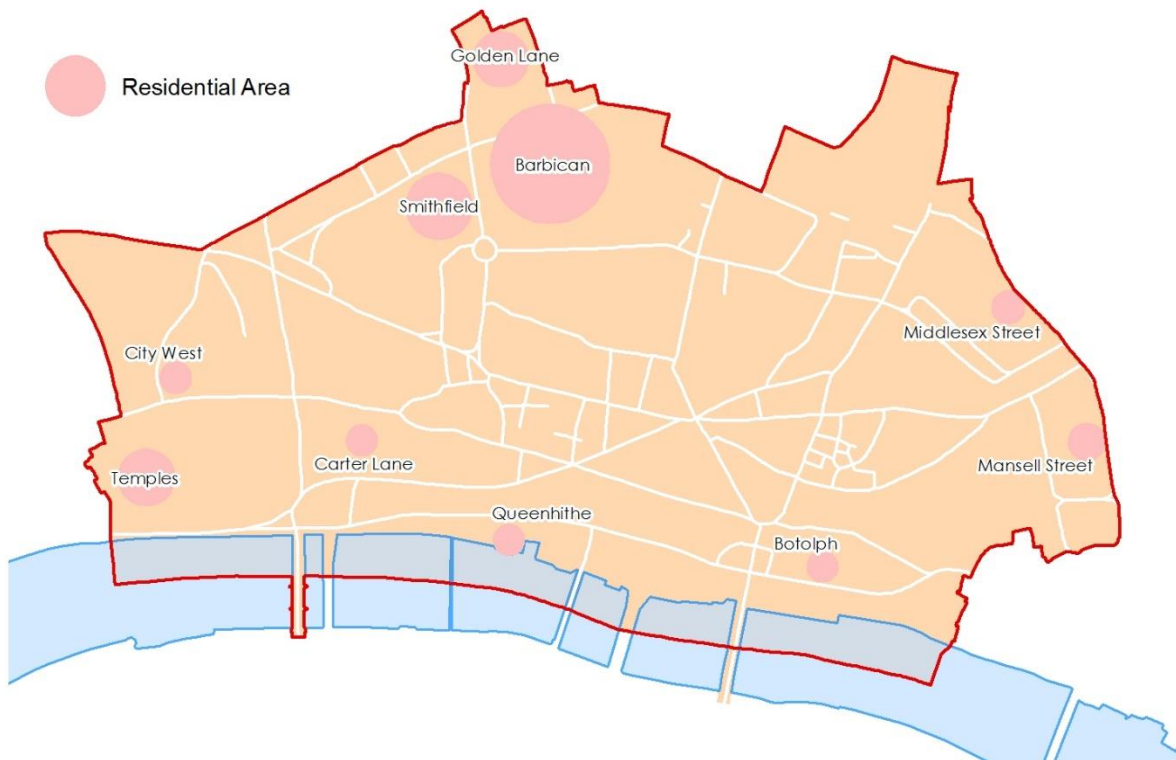 Golden Lane
Residential Area
Barbican
Smithfield
Middlesex Street
City West
Carter Lane
Mansell Street
Temples
Queenhithe
Botolph